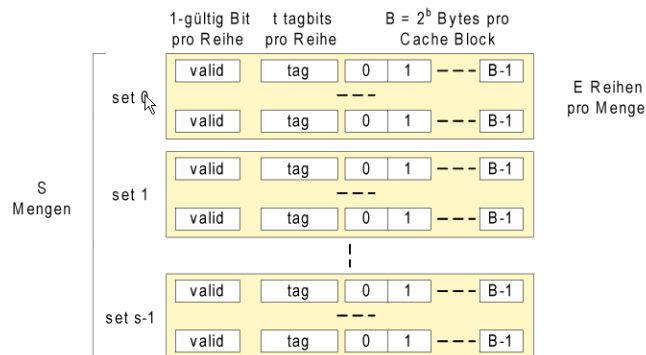 1-gültig Bit pro Reihe
t tagbits pro Reihe
B = 2^b Bytes pro Cache Block
set 0
valid tag 0 1 B-1
valid tag 0 1 B-1
E Reihen pro Menge
S Mengen
set 1
valid tag 0 1 B-1
valid tag 0 1 B-1
set s-1
valid tag 0 1 B-1
valid tag 0 1 B-1